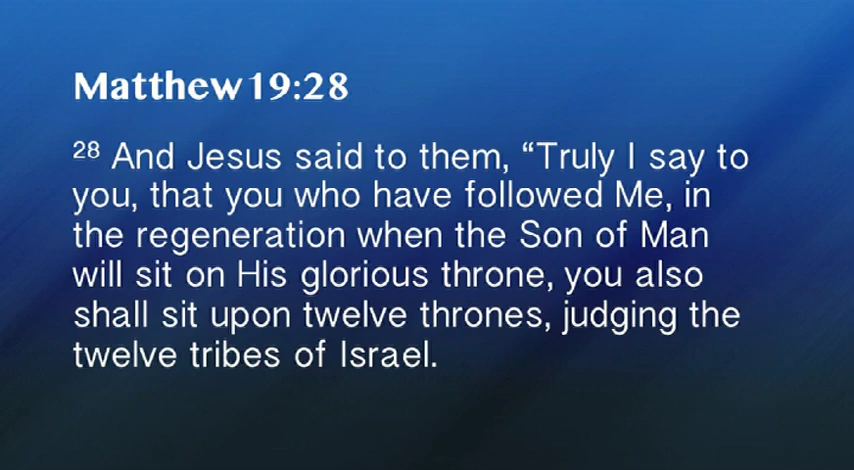 Matthew 19:28
28 And Jesus said to them, “Truly I say to
you, that you who have followed Me, in
the regeneration when the Son of Man
will sit on His glorious throne, you also
shall sit upon twelve thrones, judging the
twelve tribes of Israel.